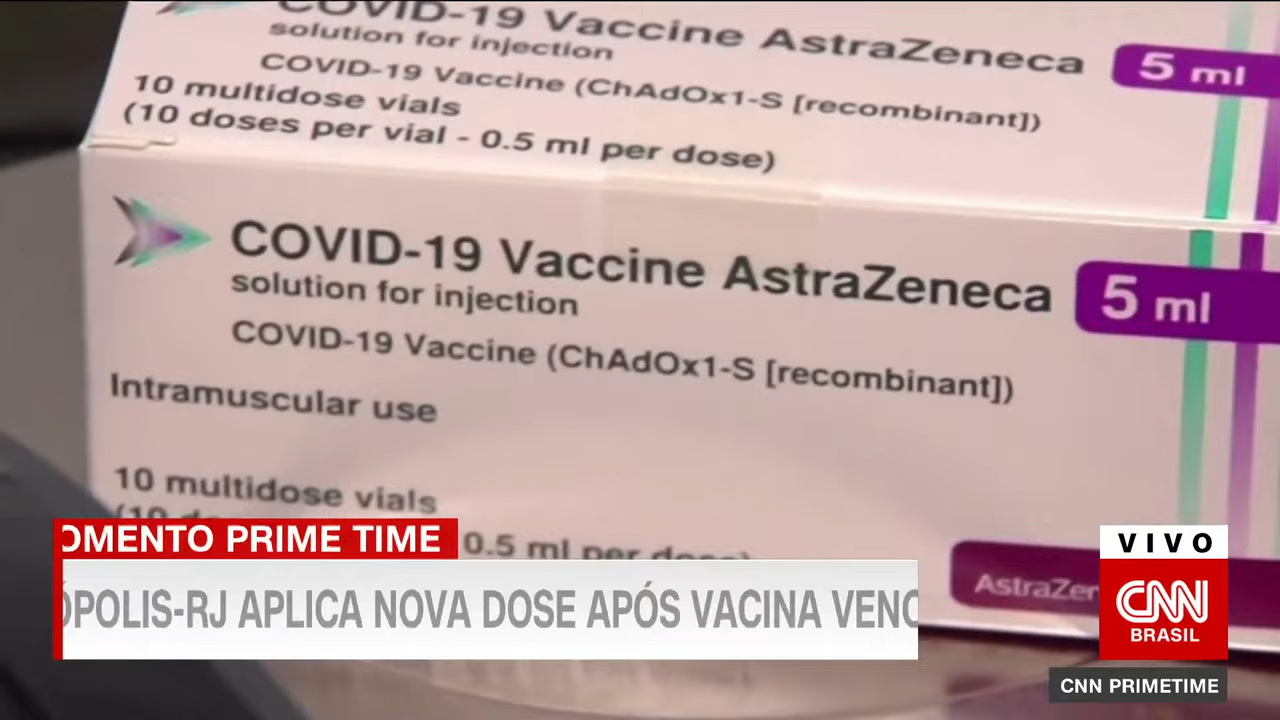 COVID-19 Vaccine AstraZeneca
solution for injection
COVID-19 Vaccine (ChAdOx1-S [recombinant])
5 ml
10 multidose vials
(10 doses per vial - 0.5 ml per dose)
COVID-19 Vaccine AstraZeneca
solution for injection
5 ml
COVID-19 Vaccine (ChAdOx1-S [recombinant])
Intramuscular use
10 multidose vials
0.5 ml per dose)
AstraZen
OMENTO PRIME TIME
ÓPOLIS-RJ APLICA NOVA DOSE APÓS VACINA VENC
VIVO
CNN
BRASIL
CNN PRIMETIME